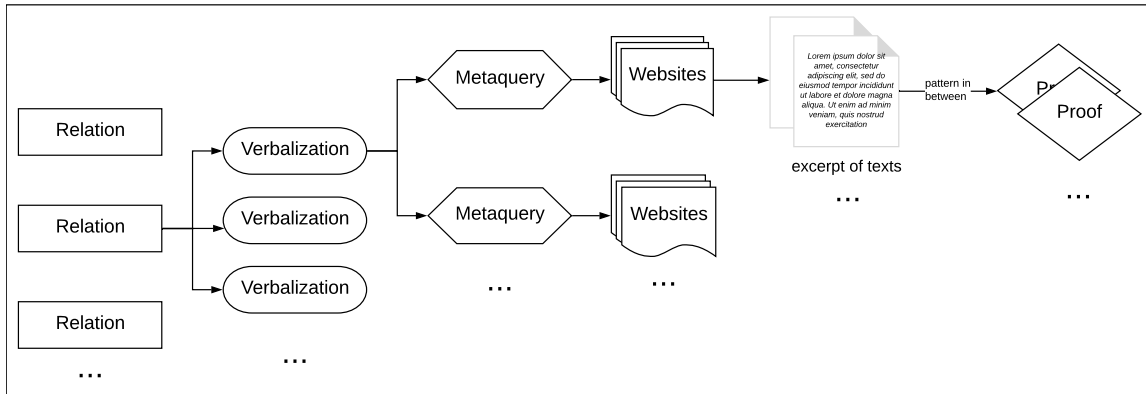 Relation
Relation
Relation
...
Verbalization
Verbalization
Verbalization
...
Metaquery
Metaquery
...
Websites
Websites
...
Lorem ipsum dolor sit
amet, consectetur
adipiscing elit, sed do
eiusmod tempor incididunt
ut labore et dolore magna
aliqua. Ut enim ad minim
veniam, quis nostrud
exercitation
excerpt of texts
...
pattern in
between
Proof
...